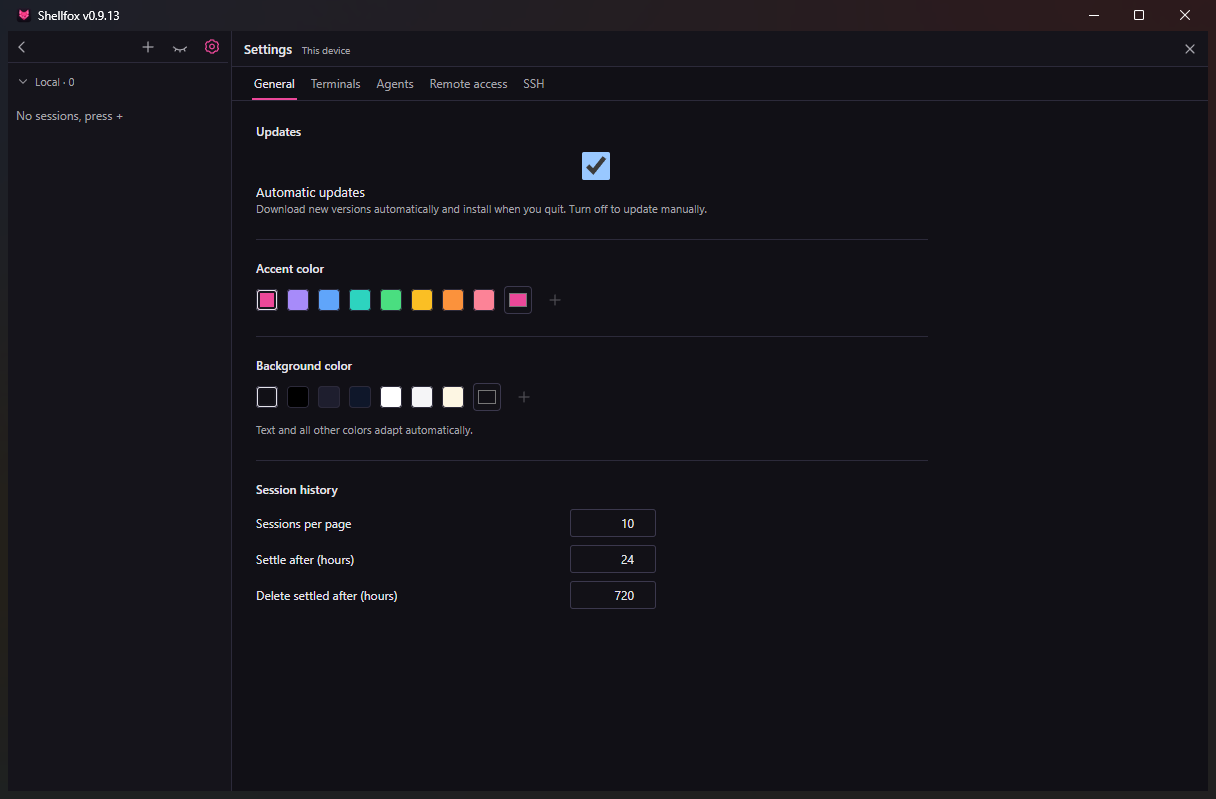 Shellfox v0.9.13
Settings This device
Local · 0
General Terminals Agents Remote access SSH
No sessions, press +
Updates
Automatic updates
Download new versions automatically and install when you quit. Turn off to update manually.
Accent color
Background color
Text and all other colors adapt automatically.
Session history
Sessions per page 10
Settle after (hours) 24
Delete settled after (hours) 720